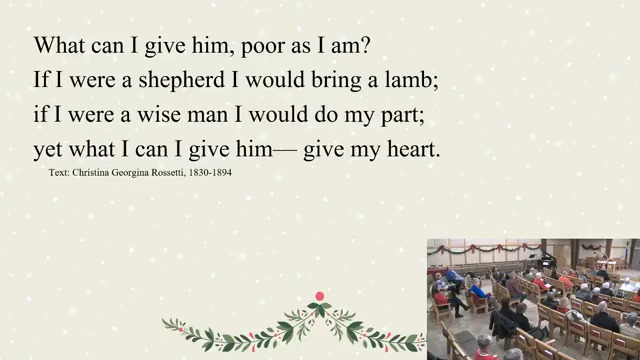 What can I give him, poor as I am?
If I were a shepherd I would bring a lamb;
if I were a wise man I would do my part;
yet what I can I give him— give my heart.
Text: Christina Georgina Rossetti, 1830-1894